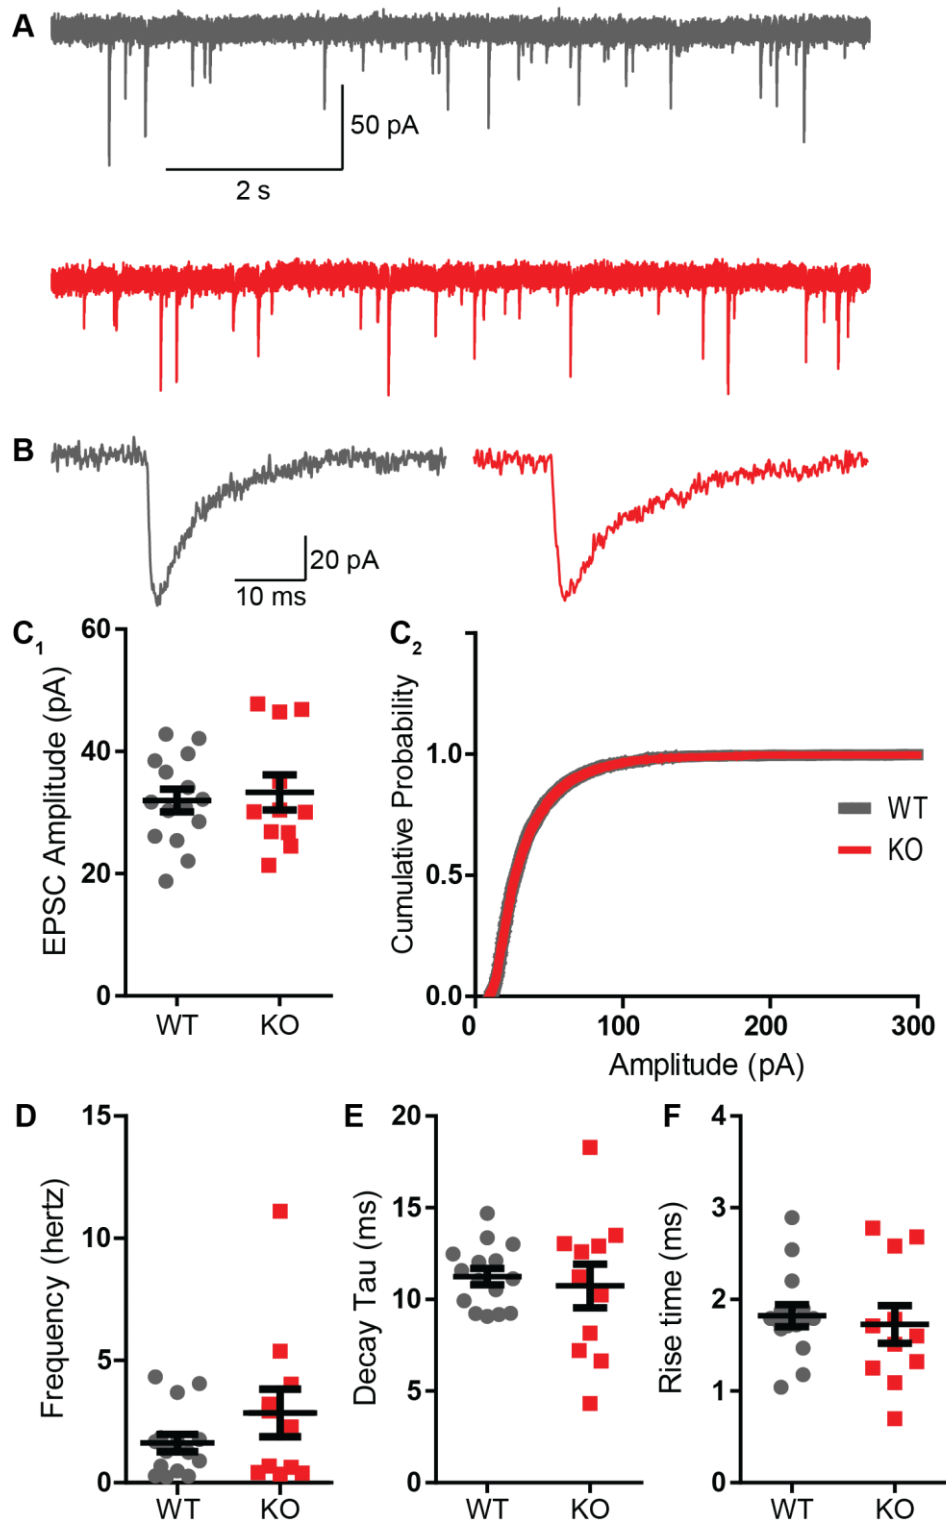 A
50 pA
2 s
B
20 pA
10 ms
C1
EPSC Amplitude (pA)
60
40
20
0
WT
KO
C2
Cumulative Probability
1.0
0.5
0.0
0
100
200
300
Amplitude (pA)
WT
KO
D
Frequency (hertz)
15
10
5
0
WT
KO
E
Decay Tau (ms)
20
15
10
5
0
WT
KO
F
Rise time (ms)
4
3
2
1
0
WT
KO